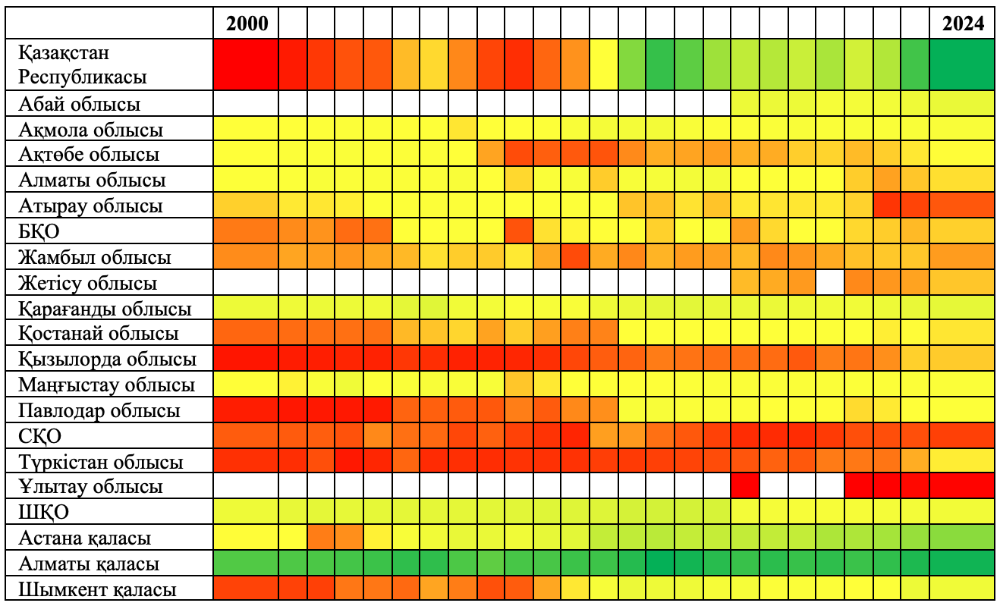 2000 2024
Қазақстан
Республикасы
Абай облысы
Ақмола облысы
Ақтөбе облысы
Алматы облысы
Атырау облысы
БҚО
Жамбыл облысы
Жетісу облысы
Қарағанды облысы
Қостанай облысы
Қызылорда облысы
Маңғыстау облысы
Павлодар облысы
СҚО
Түркістан облысы
Ұлытау облысы
ШҚО
Астана қаласы
Алматы қаласы
Шымкент қаласы